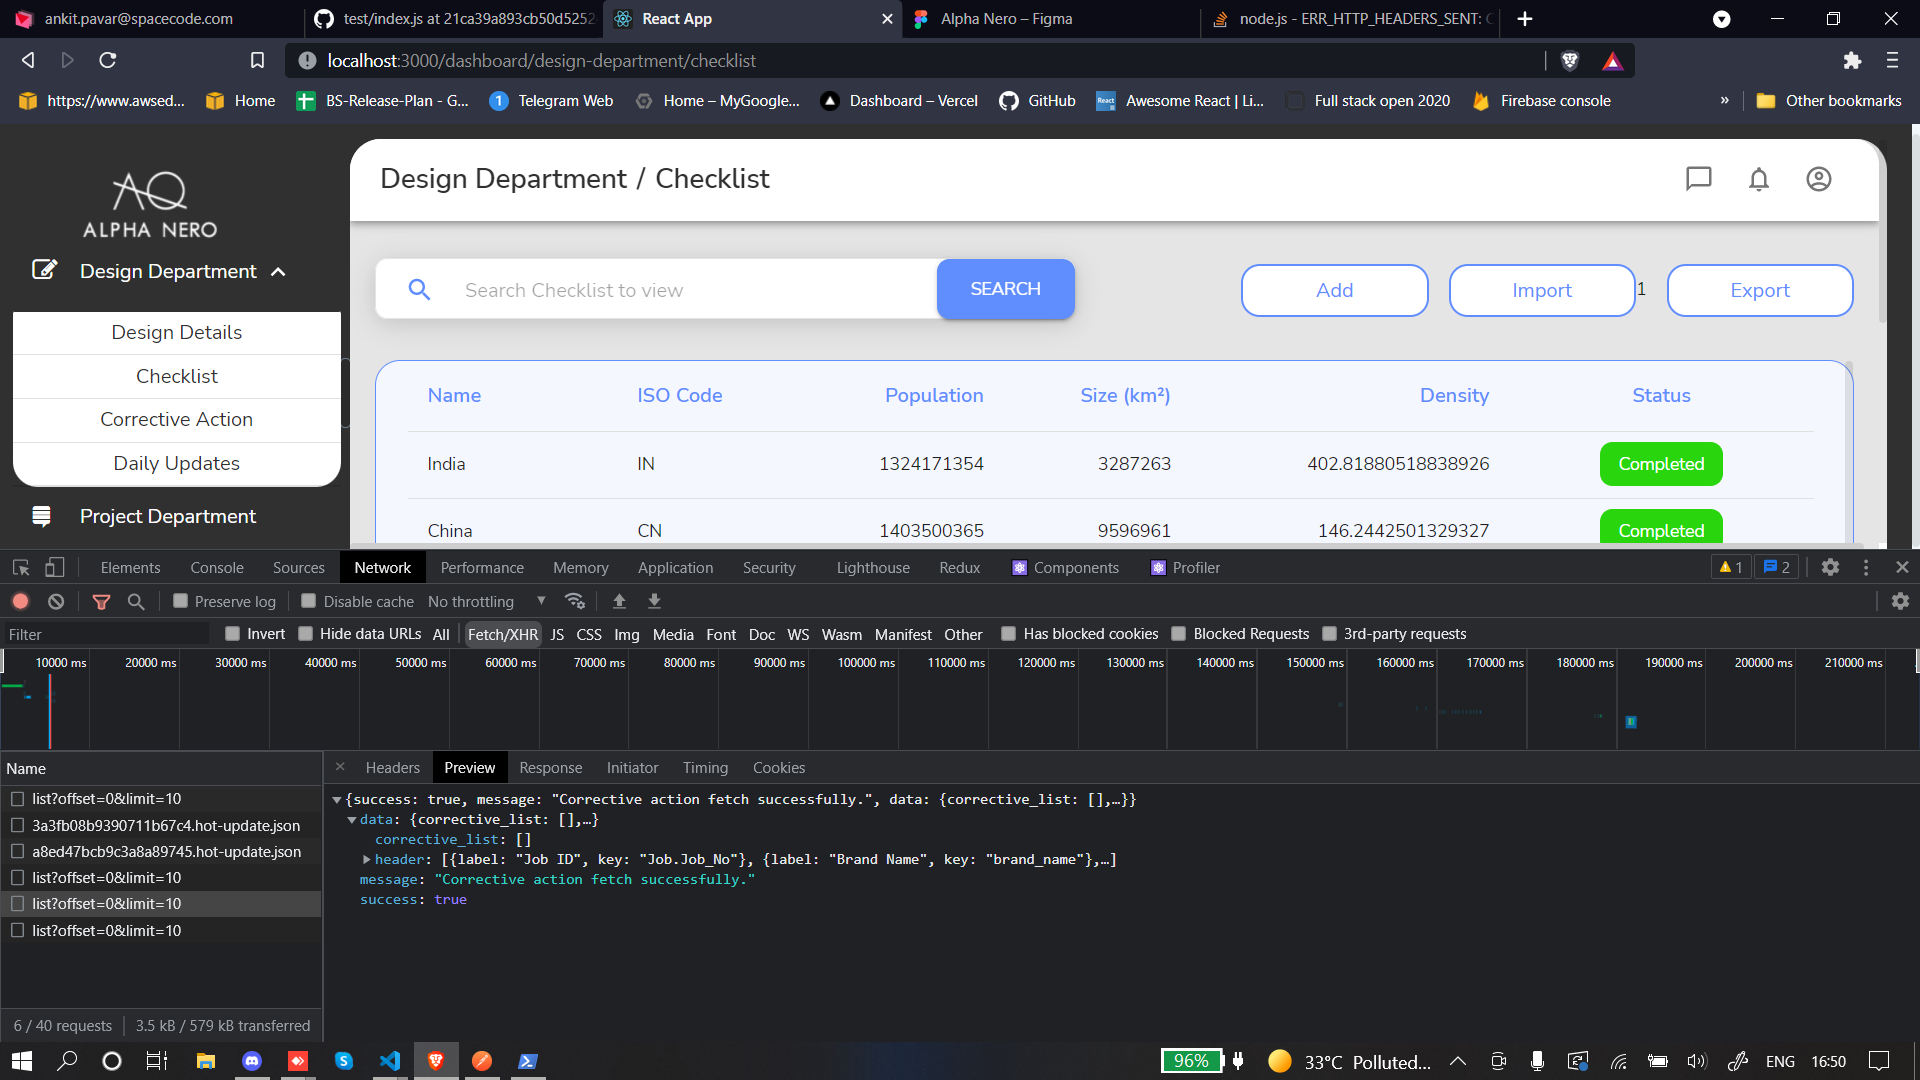 ankit.pavar@spacecode.com
test/index.js at 21ca39a893cb50d5252
React App
Alpha Nero – Figma
node.js - ERR_HTTP_HEADERS_SENT: C
localhost:3000/dashboard/design-department/checklist
https://www.awsed...
Home
BS-Release-Plan - G...
Telegram Web
Home – MyGoogle...
Dashboard – Vercel
GitHub
Awesome React | Li...
Full stack open 2020
Firebase console
»
Other bookmarks
ALPHA NERO
Design Department
Design Details
Checklist
Corrective Action
Daily Updates
Project Department
Design Department / Checklist
Search Checklist to view
SEARCH
Add
Import
1
Export
Name ISO Code Population Size (km²) Density Status
India IN 1324171354 3287263 402.81880518838926 Completed
China CN 1403500365 9596961 146.2442501329327 Completed
Elements Console Sources Network Performance Memory Application Security Lighthouse Redux Components Profiler 1 2
Preserve log Disable cache No throttling
Filter Invert Hide data URLs All Fetch/XHR JS CSS Img Media Font Doc WS Wasm Manifest Other Has blocked cookies Blocked Requests 3rd-party requests
10000 ms 20000 ms 30000 ms 40000 ms 50000 ms 60000 ms 70000 ms 80000 ms 90000 ms 100000 ms 110000 ms 120000 ms 130000 ms 140000 ms 150000 ms 160000 ms 170000 ms 180000 ms 190000 ms 200000 ms 210000 ms
Name
list?offset=0&limit=10
3a3fb08b9390711b67c4.hot-update.json
a8ed47bcb9c3a8a89745.hot-update.json
list?offset=0&limit=10
list?offset=0&limit=10
list?offset=0&limit=10
6 / 40 requests 3.5 kB / 579 kB transferred
Headers Preview Response Initiator Timing Cookies
{success: true, message: "Corrective action fetch successfully.", data: {corrective_list: [],…}}
data: {corrective_list: [],…}
corrective_list: []
header: [{label: "Job ID", key: "Job.Job_No"}, {label: "Brand Name", key: "brand_name"},…]
message: "Corrective action fetch successfully."
success: true
96%
33°C Polluted...
ENG
16:50